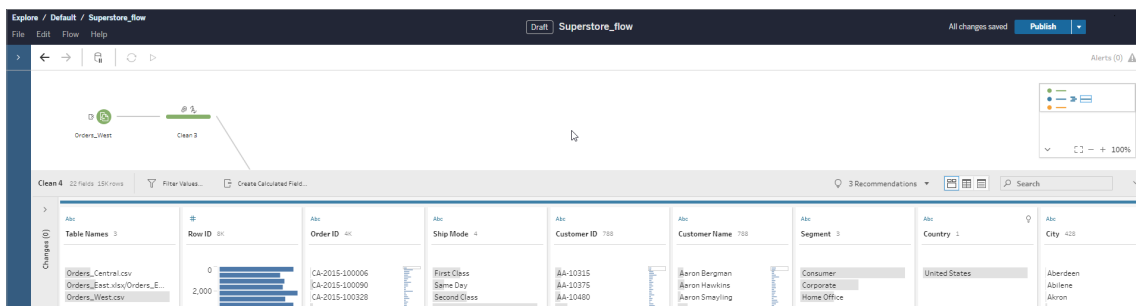 Explore / Default / Superstore_flow
File Edit Flow Help
Draft Superstore_flow
All changes saved Publish
Alerts (0)
Orders_West
Clean 3
100%
Clean 4 22 fields 15K rows Filter Values... Create Calculated Field... 3 Recommendations Search
Changes (0)
Abc # Abc Abc Abc Abc Abc Abc Abc
Table Names 3 Row ID 8K Order ID 4K Ship Mode 4 Customer ID 788 Customer Name 788 Segment 3 Country 1 City 428
Orders_Central.csv 0 CA-2015-100006 First Class AA-10315 Aaron Bergman Consumer United States Aberdeen
Orders_East.xlsx/Orders_E... 2,000 CA-2015-100090 Same Day AA-10375 Aaron Hawkins Corporate Abilene
Orders_West.csv CA-2015-100328 Second Class AA-10480 Aaron Smayling Home Office Akron